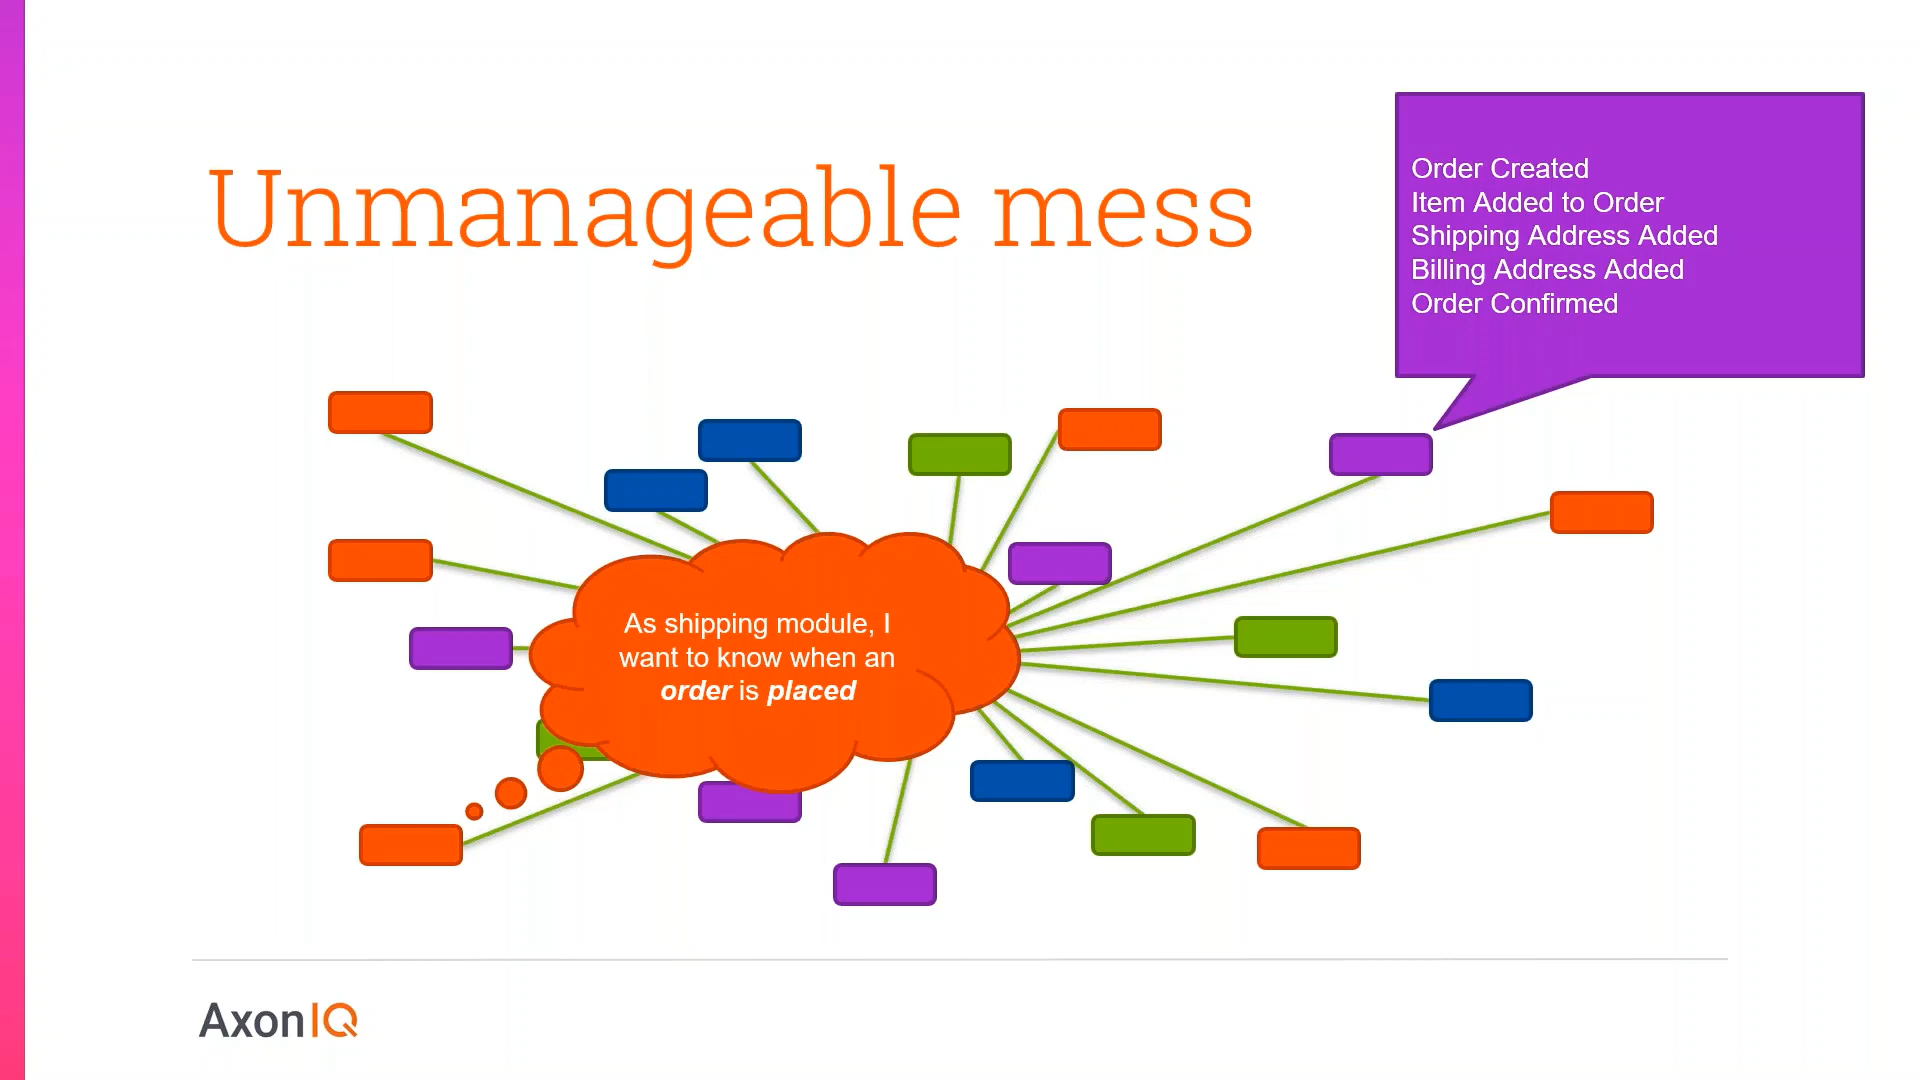 Unmanageable mess
Order Created
Item Added to Order
Shipping Address Added
Billing Address Added
Order Confirmed
As shipping module, I
want to know when an
order is placed
AxonIQ